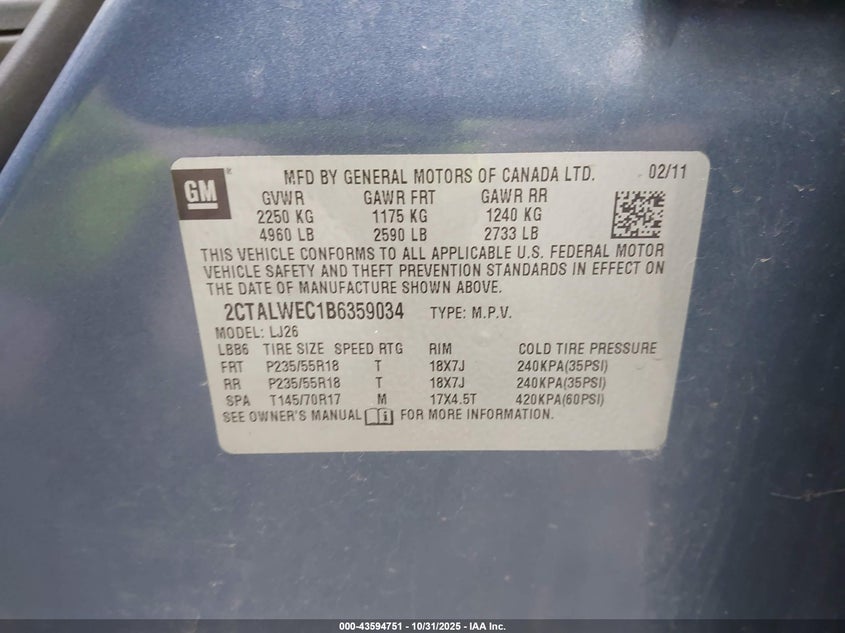 GM ®
MFD BY GENERAL MOTORS OF CANADA LTD. 02/11
GVWR GAWR FRT GAWR RR
2250 KG 1175 KG 1240 KG
4960 LB 2590 LB 2733 LB
THIS VEHICLE CONFORMS TO ALL APPLICABLE U.S. FEDERAL MOTOR
VEHICLE SAFETY AND THEFT PREVENTION STANDARDS IN EFFECT ON
THE DATE OF MANUFACTURE SHOWN ABOVE.
2CTALWEC1B6359034 TYPE: M.P.V.
MODEL: LJ26
LBB6 TIRE SIZE SPEED RTG RIM COLD TIRE PRESSURE
FRT P235/55R18 T 18X7J 240KPA(35PSI)
RR P235/55R18 T 18X7J 240KPA(35PSI)
SPA T145/70R17 M 17X4.5T 420KPA(60PSI)
SEE OWNER'S MANUAL FOR MORE INFORMATION.
000-43594751 - 10/31/2025 - IAA Inc.